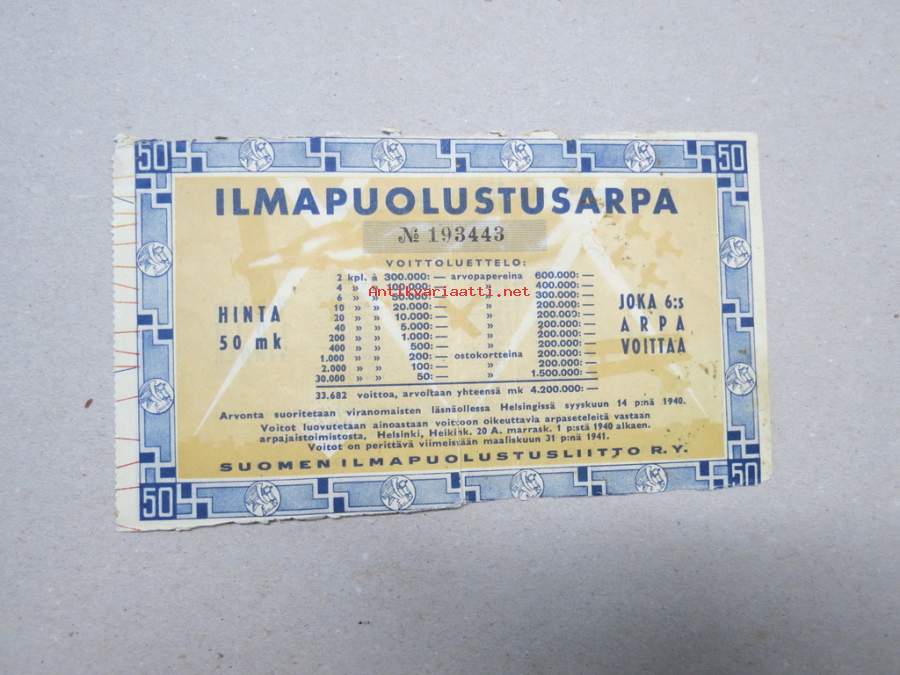 50 50
ILMAPUOLUSTUSARPA
№ 193443
VOITTOLUETTELO:
2 kpl. à 300.000:— arvopapereina 600.000:—
4 » » 100.000:— » 400.000:—
6 » » 50.000:— » 300.000:—
10 » » 20.000:— » 200.000:—
20 » » 10.000:— » 200.000:—
40 » » 5.000:— » 200.000:—
200 » » 1.000:— » 200.000:—
400 » » 500:— » 200.000:—
1.000 » » 200:— ostokortteina 200.000:—
2.000 » » 100:— » 200.000:—
30.000 » » 50:— » 1.500.000:—
33.682 voittoa, arvoltaan yhteensä mk 4.200.000:—
HINTA
50 mk
JOKA 6:s
ARPA
VOITTAA
Antikvariaatti.net
Arvonta suoritetaan viranomaisten läsnäollessa Helsingissä syyskuun 14 p:nä 1940.
Voitot luovutetaan ainoastaan voittoon oikeuttavia arpaseteleitä vastaan
arpajaistoimistosta, Helsinki, Heikink. 20 A. marrask. 1 p:stä 1940 alkaen.
Voitot on perittävä viimeistään maaliskuun 31 p:nä 1941.
SUOMEN ILMAPUOLUSTUSLIITTO R.Y.
50 50